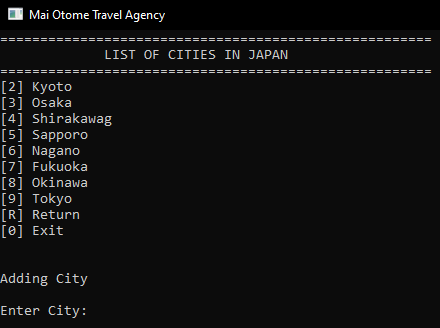 Mai Otome Travel Agency
======================================================
LIST OF CITIES IN JAPAN
======================================================
[2] Kyoto
[3] Osaka
[4] Shirakawag
[5] Sapporo
[6] Nagano
[7] Fukuoka
[8] Okinawa
[9] Tokyo
[R] Return
[0] Exit
Adding City
Enter City: